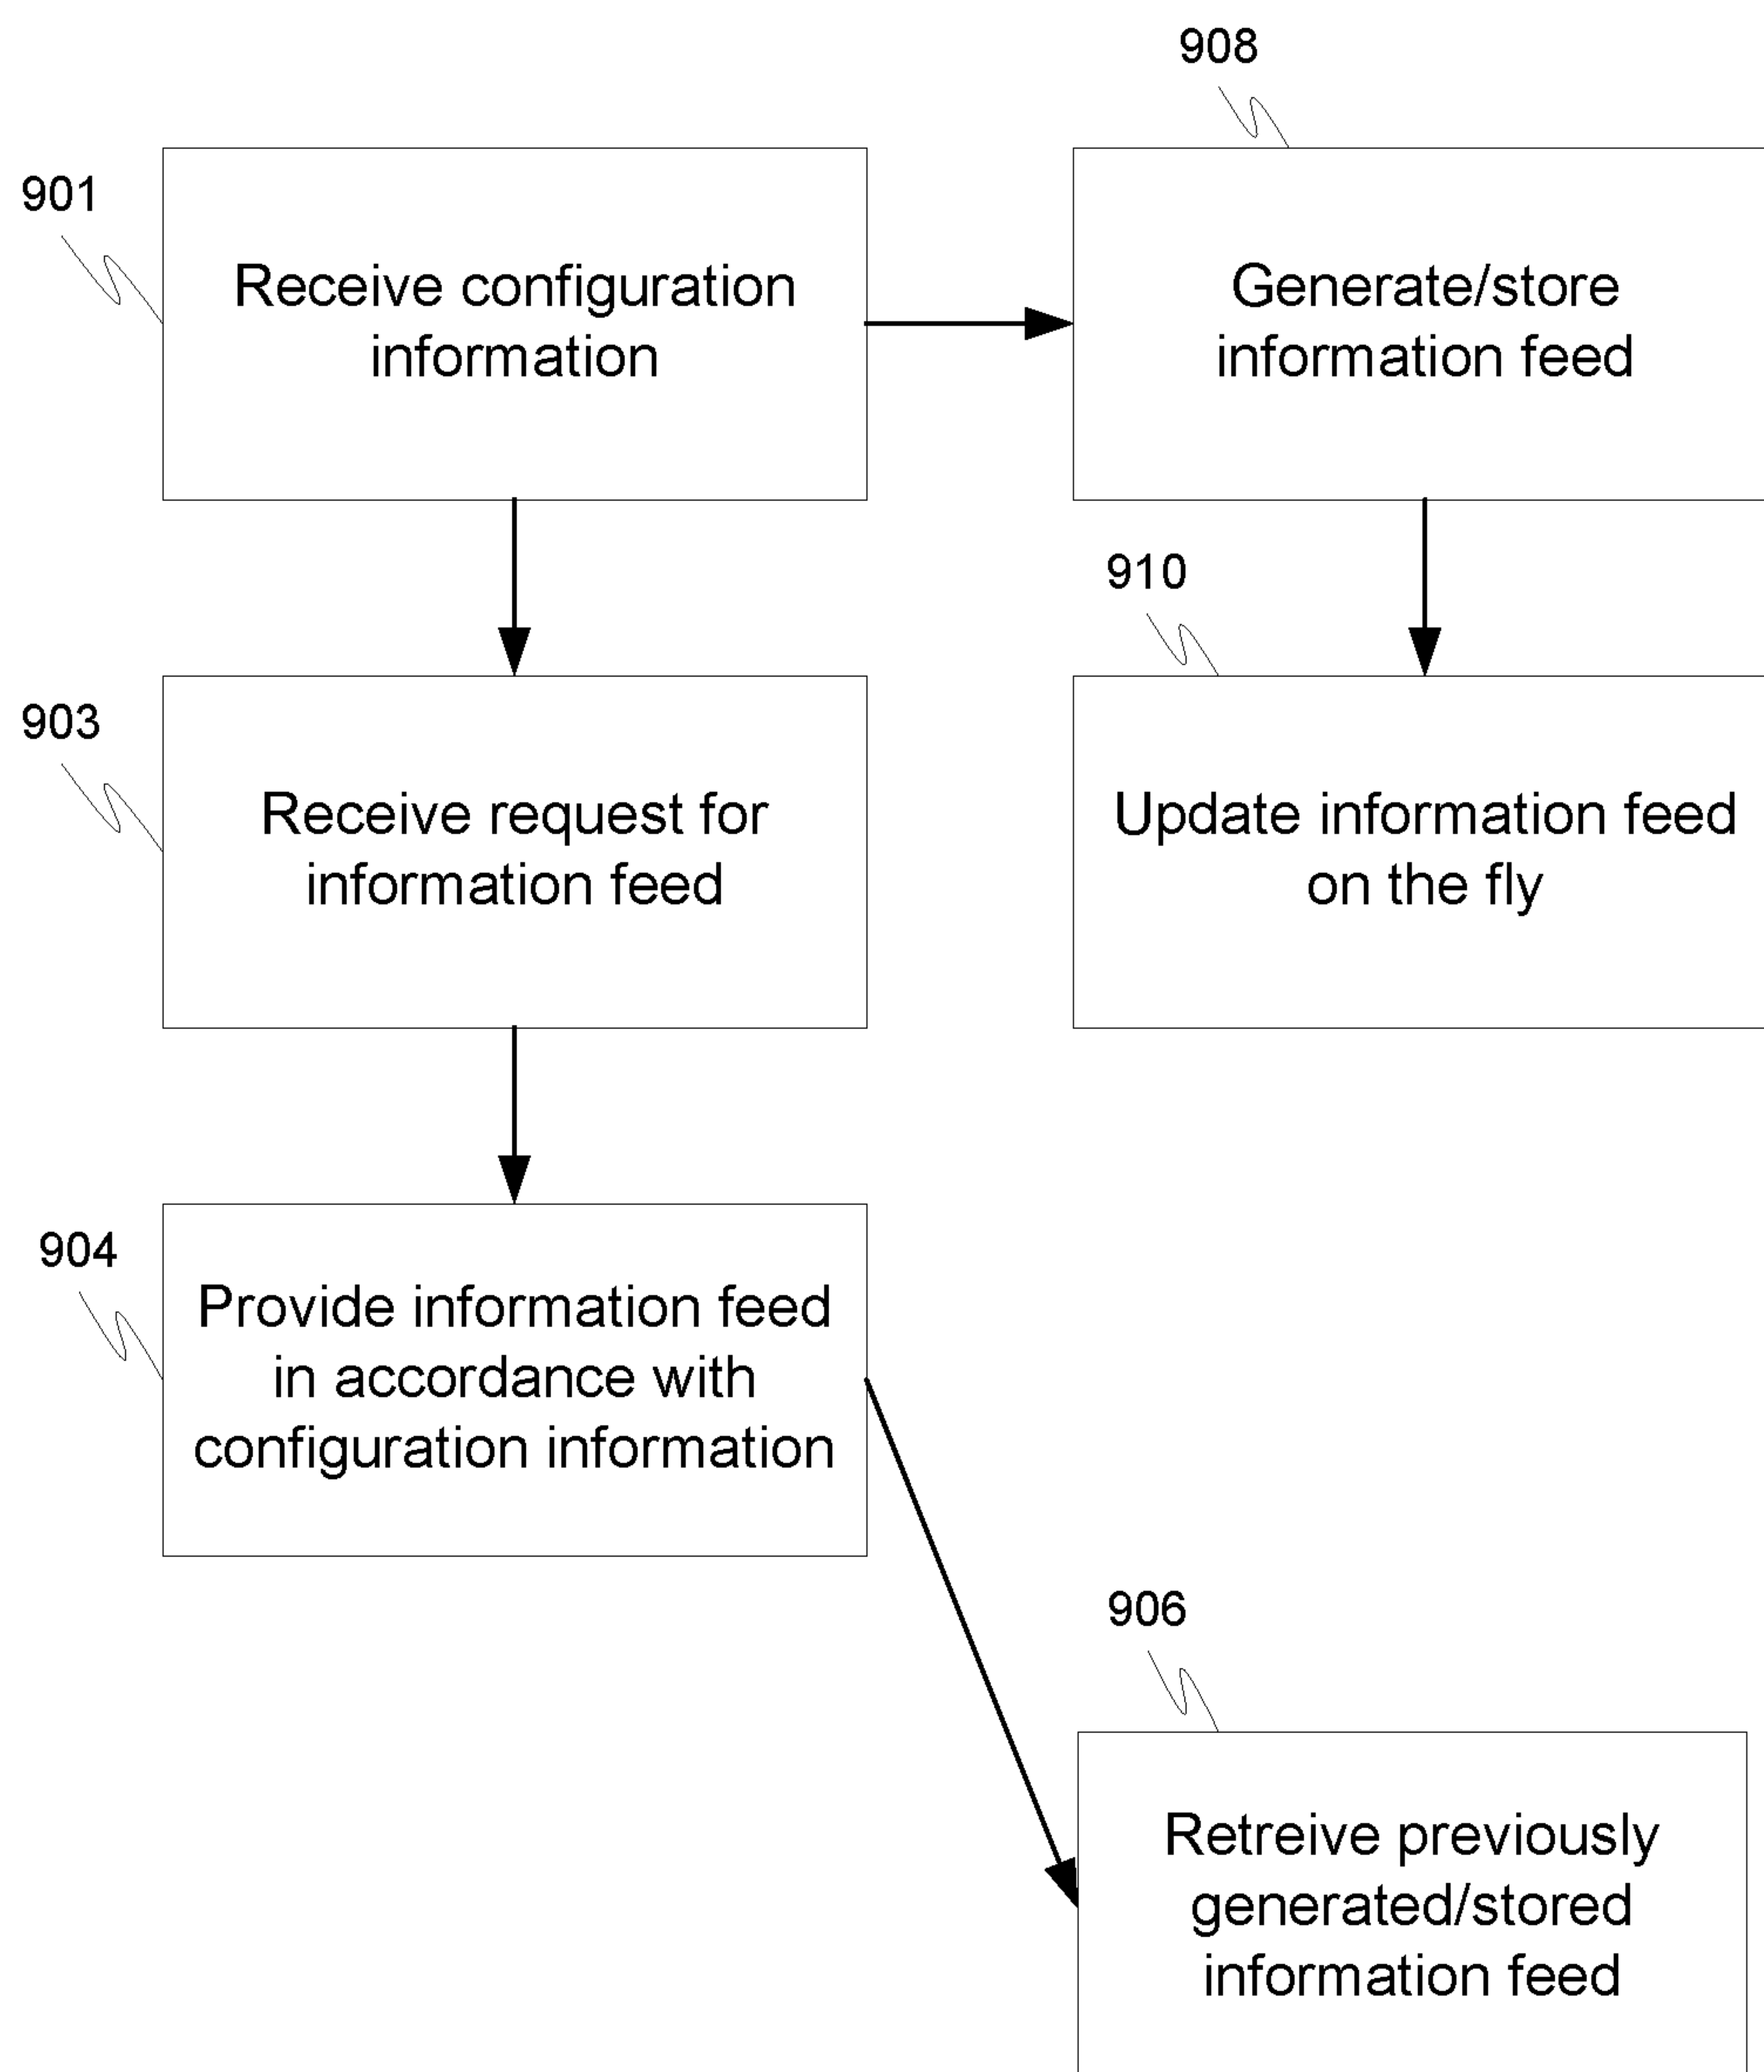 908
901
Receive configuration
information
Generate/store
information feed
910
903
Receive request for
information feed
Update information feed
on the fly
904
Provide information feed
in accordance with
configuration information
906
Retreive previously
generated/stored
information feed